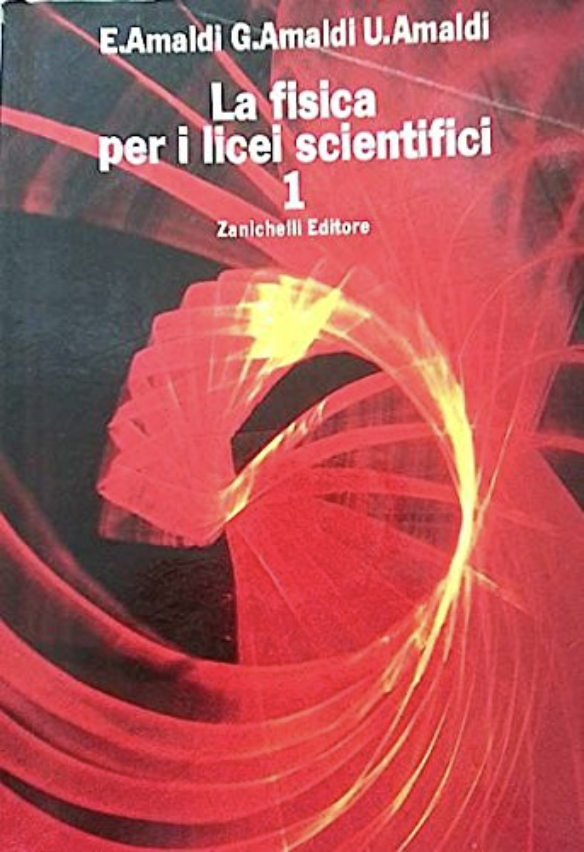 E.Amaldi G.Amaldi U.Amaldi
La fisica
per i licei scientifici
1
Zanichelli Editore